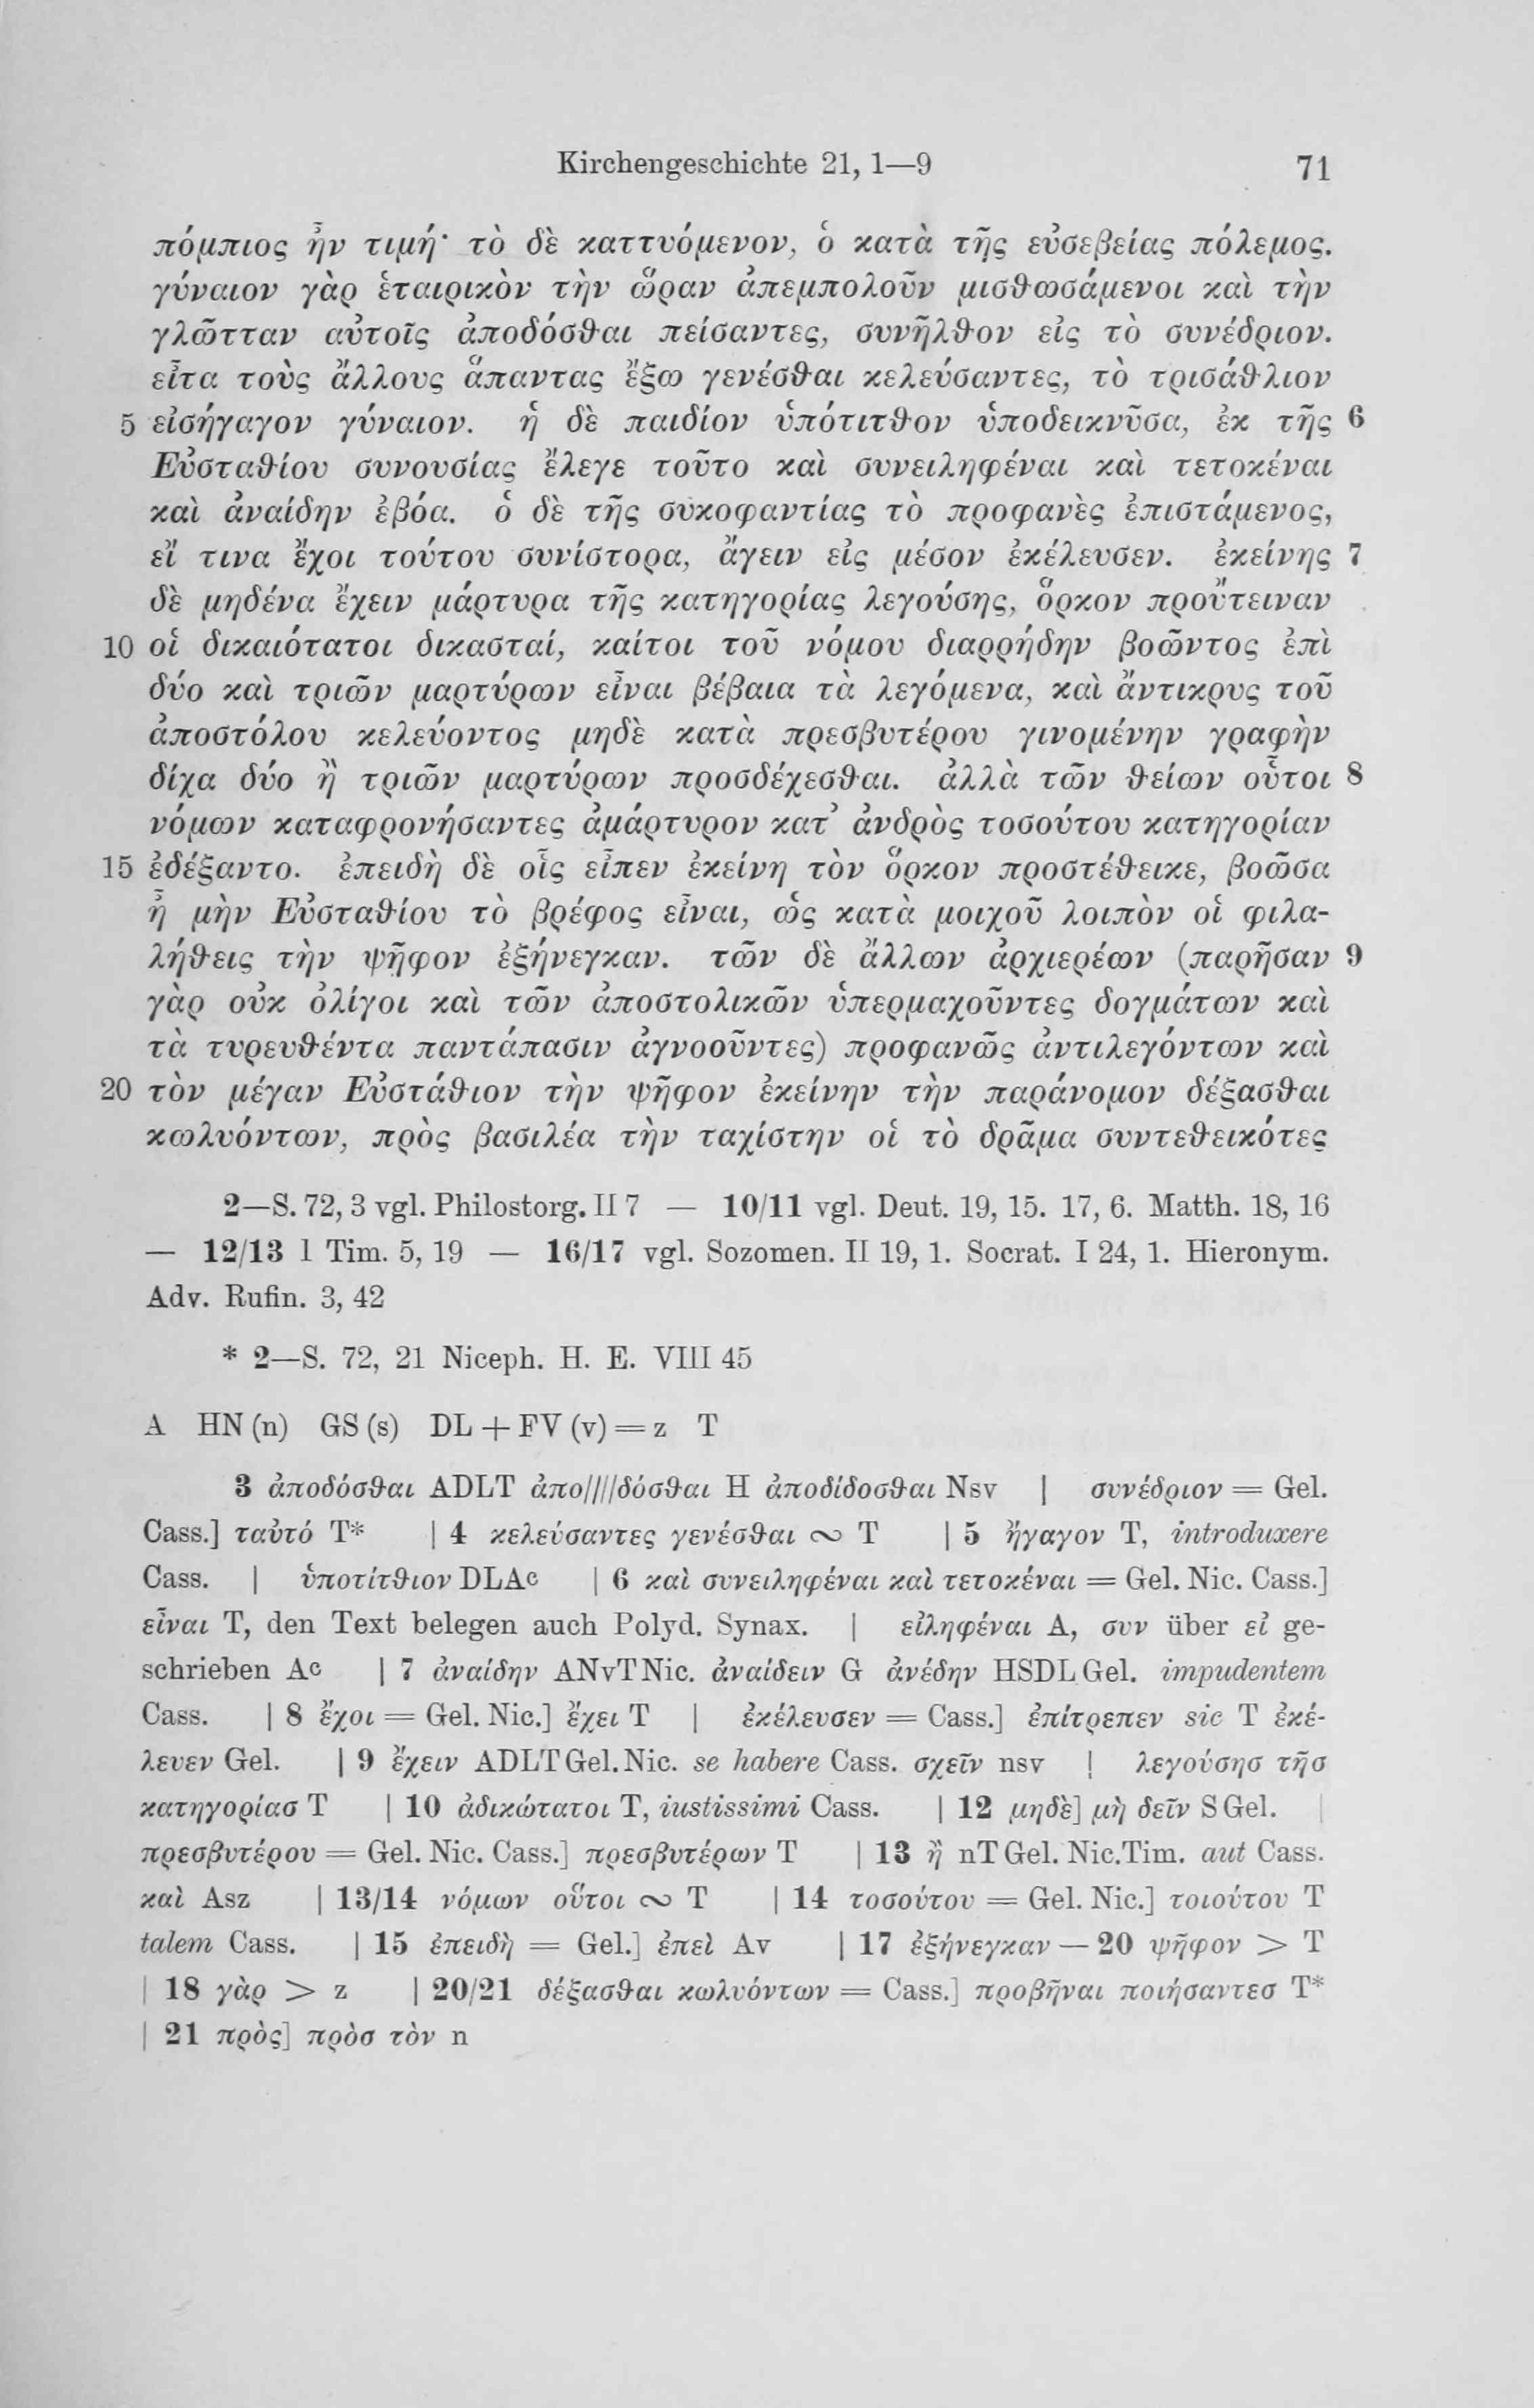 Kirchengeschichte 21, 1—9 71
πόμπιος ἦν τιμή· τὸ δὲ καττυόμενον, ὁ κατὰ τῆς εὐσεβείας πόλεμος.
γύναιον γὰρ ἑταιρικὸν τὴν ὥραν ἀπεμπολοῦν μισθωσάμενοι καὶ τὴν
γλῶτταν αὐτοῖς ἀποδόσθαι πείσαντες, συνῆλθον εἰς τὸ συνέδριον.
εἶτα τοὺς ἄλλους ἅπαντας ἔξω γενέσθαι κελεύσαντες, τὸ τρισάθλιον
5 εἰσήγαγον γύναιον. ἡ δὲ παιδίον ὑπότιτθον ὑποδεικνῦσα, ἐκ τῆς 6
Εὐσταθίου συνουσίας ἔλεγε τοῦτο καὶ συνειληφέναι καὶ τετοκέναι
καὶ ἀναίδην ἐβόα. ὁ δὲ τῆς συκοφαντίας τὸ προφανὲς ἐπιστάμενος,
εἴ τινα ἔχοι τούτου συνίστορα, ἄγειν εἰς μέσον ἐκέλευσεν. ἐκείνης 7
δὲ μηδένα ἔχειν μάρτυρα τῆς κατηγορίας λεγούσης, ὅρκον προὔτειναν
10 οἱ δικαιότατοι δικασταί, καίτοι τοῦ νόμου διαρρήδην βοῶντος ἐπὶ
δύο καὶ τριῶν μαρτύρων εἶναι βέβαια τὰ λεγόμενα, καὶ ἄντικρυς τοῦ
ἀποστόλου κελεύοντος μηδὲ κατὰ πρεσβυτέρου γινομένην γραφὴν
δίχα δύο ἢ τριῶν μαρτύρων προσδέχεσθαι. ἀλλὰ τῶν θείων οὗτοι 8
νόμων καταφρονήσαντες ἀμάρτυρον κατ᾽ ἀνδρὸς τοσούτου κατηγορίαν
15 ἐδέξαντο. ἐπειδὴ δὲ οἷς εἶπεν ἐκείνη τὸν ὅρκον προστέθεικε, βοῶσα
ἦ μὴν Εὐσταθίου τὸ βρέφος εἶναι, ὡς κατὰ μοιχοῦ λοιπὸν οἱ φιλα-
λήθεις τὴν ψῆφον ἐξήνεγκαν. τῶν δὲ ἄλλων ἀρχιερέων (παρῆσαν 9
γὰρ οὐκ ὀλίγοι καὶ τῶν ἀποστολικῶν ὑπερμαχοῦντες δογμάτων καὶ
τὰ τυρευθέντα παντάπασιν ἀγνοοῦντες) προφανῶς ἀντιλεγόντων καὶ
20 τὸν μέγαν Εὐστάθιον τὴν ψῆφον ἐκείνην τὴν παράνομον δέξασθαι
κωλυόντων, πρὸς βασιλέα τὴν ταχίστην οἱ τὸ δρᾶμα συντεθεικότες
2—S. 72, 3 vgl. Philostorg. II 7 — 10/11 vgl. Deut. 19, 15. 17, 6. Matth. 18, 16
— 12/13 1 Tim. 5, 19 — 16/17 vgl. Sozomen. II 19, 1. Socrat. I 24, 1. Hieronym.
Adv. Rufin. 3, 42
* 2—S. 72, 21 Niceph. H. E. VIII 45
A HN (n) GS (s) DL + FV (v) = z T
3 ἀποδόσθαι ADLT ἀπο////δόσθαι H ἀποδίδοσθαι Nsv | συνέδριον = Gel.
Cass.] ταὐτό T* | 4 κελεύσαντες γενέσθαι ∾ T | 5 ἤγαγον T, introduxere
Cass. | ὑποτίτθιον DLAc | 6 καὶ συνειληφέναι καὶ τετοκέναι = Gel. Nic. Cass.]
εἶναι T, den Text belegen auch Polyd. Synax. | εἰληφέναι A, συν über εἰ ge-
schrieben Ac | 7 ἀναίδην ANvT Nic. ἀναίδειν G ἀνέδην HSDL Gel. impudentem
Cass. | 8 ἔχοι = Gel. Nic.] ἔχει T | ἐκέλευσεν = Cass.] ἐπίτρεπεν sic T ἐκέ-
λευεν Gel. | 9 ἔχειν ADLT Gel. Nic. se habere Cass. σχεῖν nsv | λεγούσησ τῆσ
κατηγορίασ T | 10 ἀδικώτατοι T, iustissimi Cass. | 12 μηδὲ] μὴ δεῖν S Gel. |
πρεσβυτέρου = Gel. Nic. Cass.] πρεσβυτέρων T | 13 ἢ nT Gel. Nic. Tim. aut Cass.
καὶ Asz | 13/14 νόμων οὗτοι ∾ T | 14 τοσούτου = Gel. Nic.] τοιούτου T
talem Cass. | 15 ἐπειδὴ = Gel.] ἐπεὶ Av | 17 ἐξήνεγκαν — 20 ψῆφον > T
| 18 γὰρ > z | 20/21 δέξασθαι κωλυόντων = Cass.] προβῆναι ποιήσαντεσ T*
| 21 πρὸς] πρὸσ τὸν n